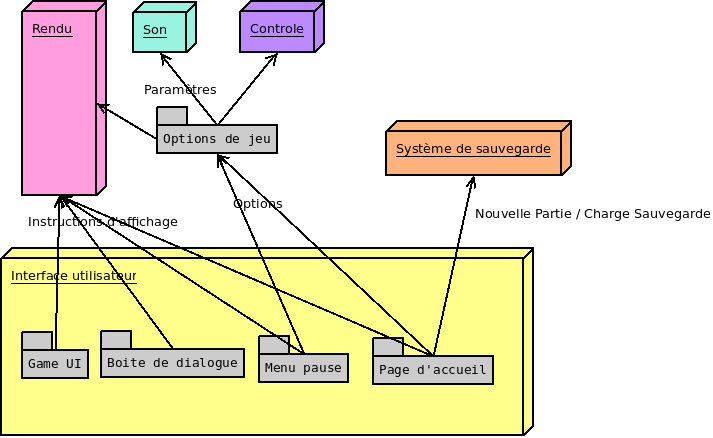 Rendu
Son
Controle
Paramètres
Options de jeu
Système de sauvegarde
Options
Nouvelle Partie / Charge Sauvegarde
Instructions d'affichage
Interface utilisateur
Game UI
Boite de dialogue
Menu pause
Page d'accueil